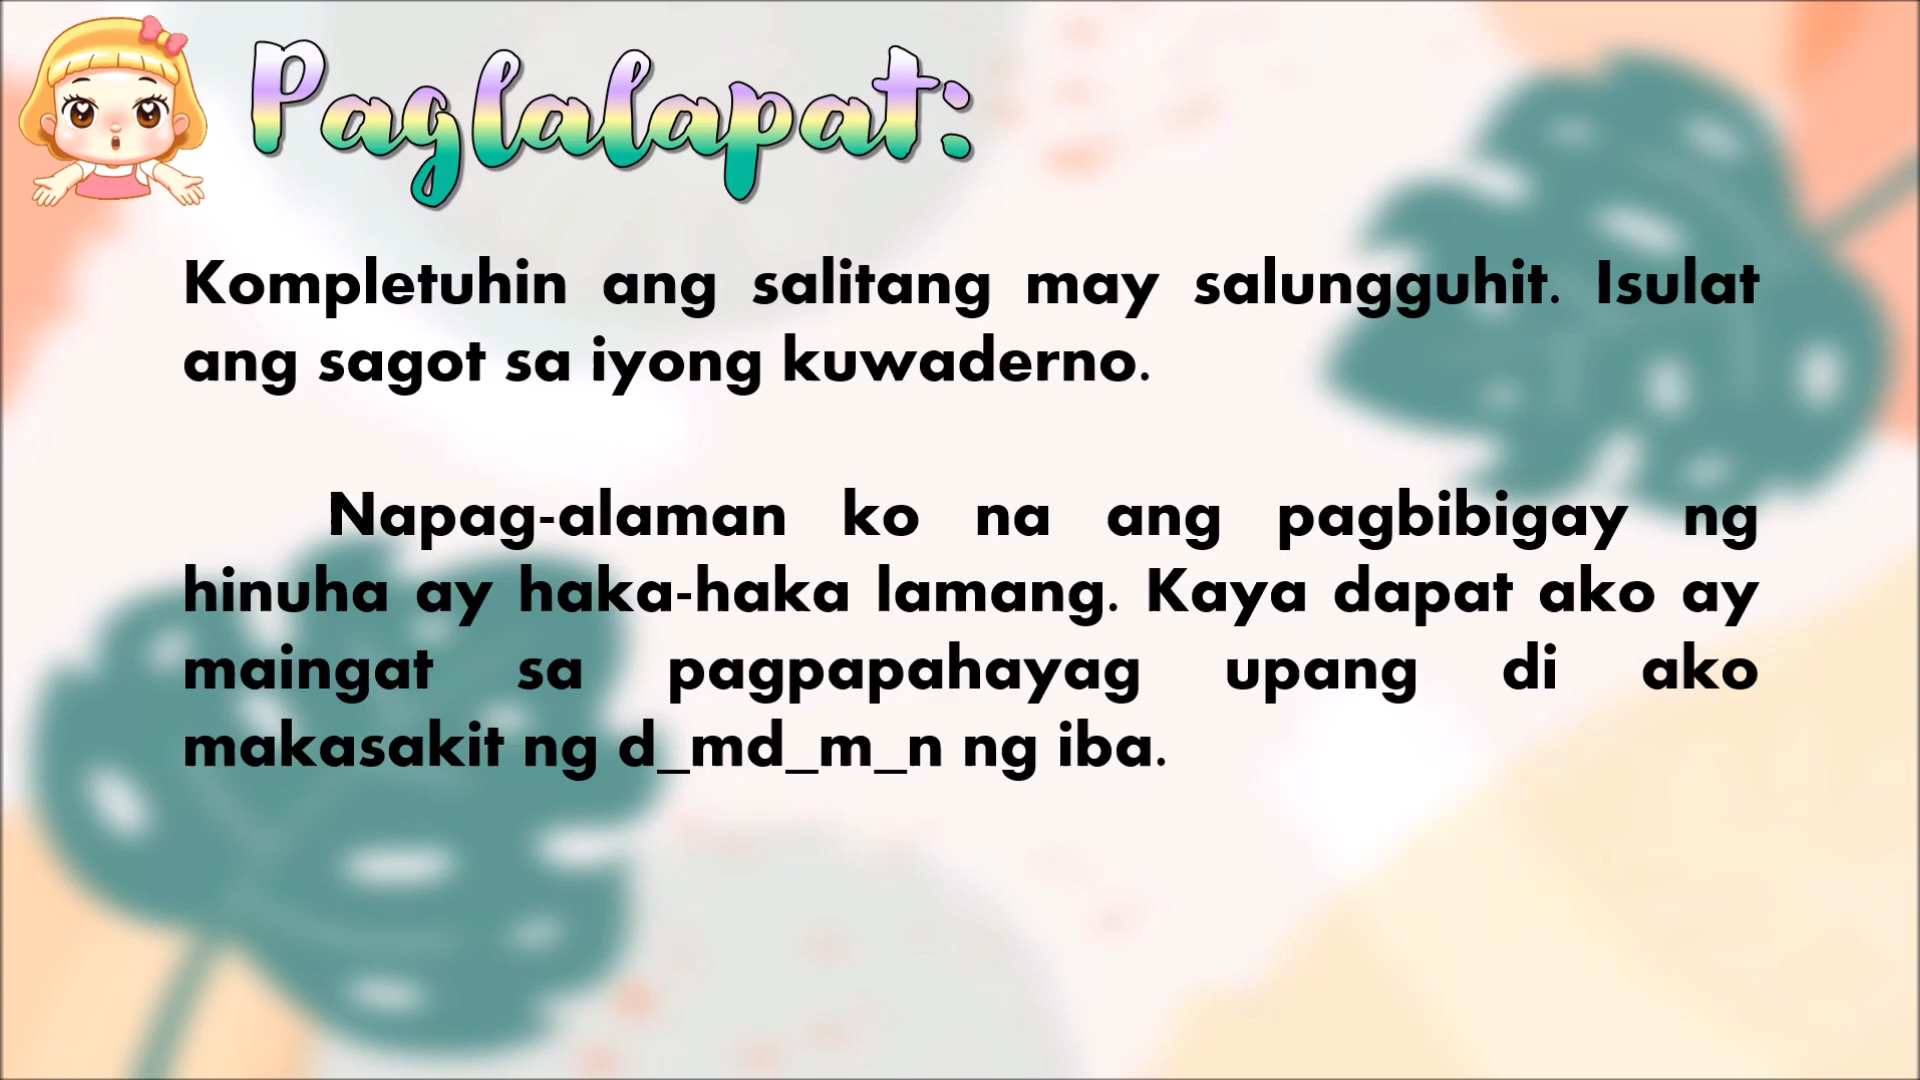 Paglalapat:
Kompletuhin ang salitang may salungguhit. Isulat
ang sagot sa iyong kuwaderno.
Napag-alaman ko na ang pagbibigay ng
hinuha ay haka-haka lamang. Kaya dapat ako ay
maingat sa pagpapahayag upang di ako
makasakit ng d_md_m_n ng iba.